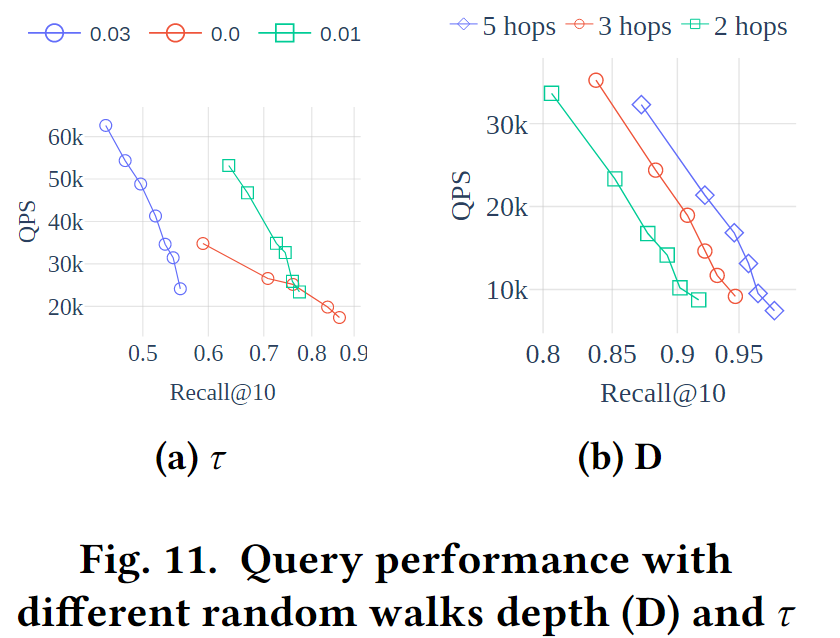 0.03 0.0 0.01
60k
50k
40k
30k
20k
QPS
0.5 0.6 0.7 0.8 0.9
Recall@10
(a) τ
5 hops 3 hops 2 hops
30k
20k
10k
QPS
0.8 0.85 0.9 0.95
Recall@10
(b) D
Fig. 11. Query performance with
different random walks depth (D) and τ